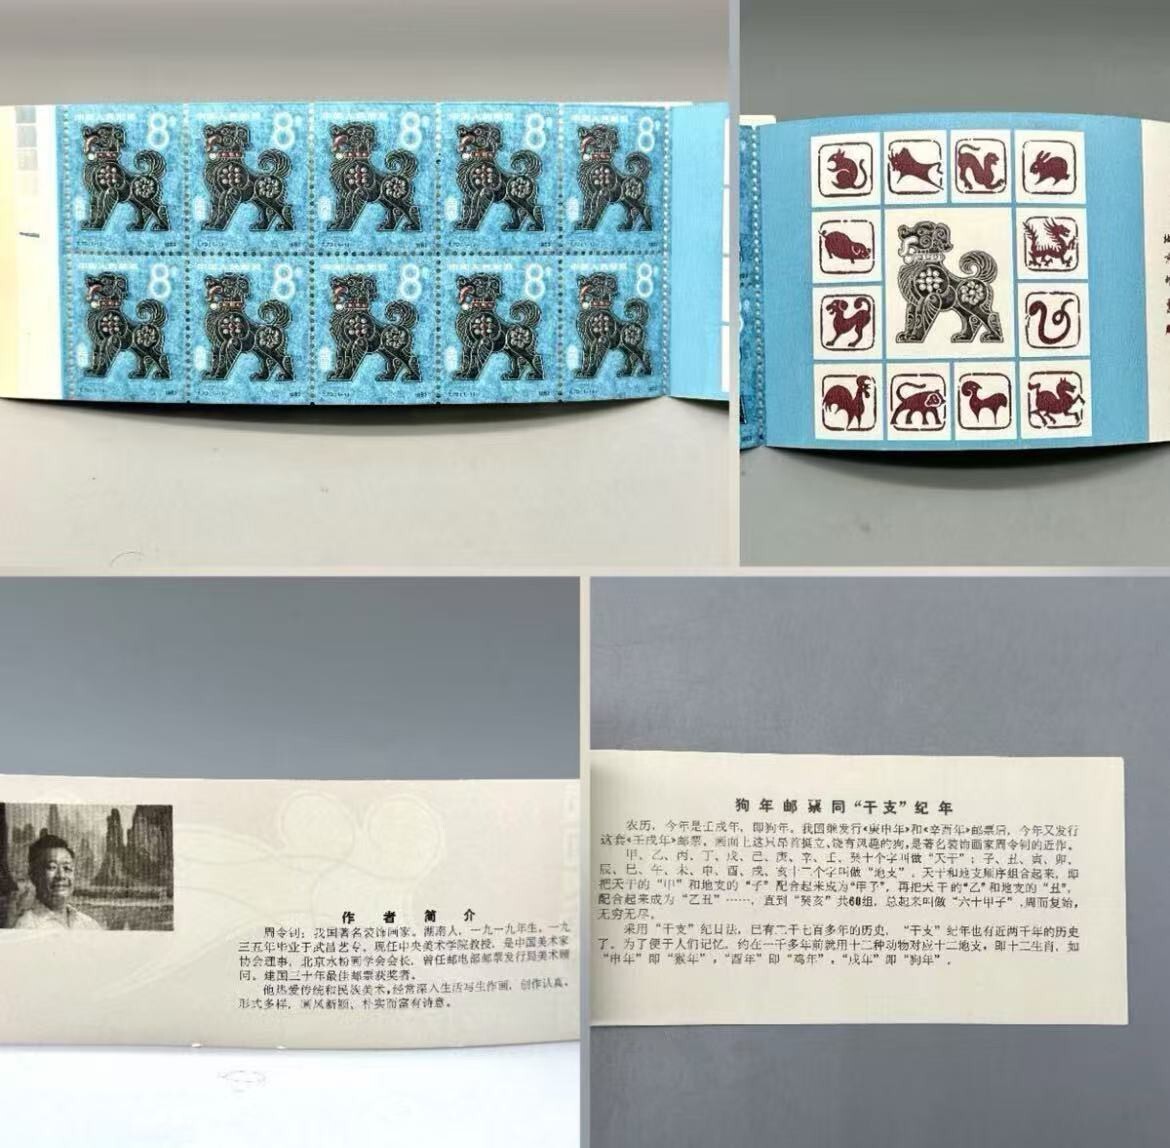 8
8
8
8
8
8
8
8
8
8
作者简介
周令钊：我国著名装饰画家。湖南人，一九一九年生。一九
三五年毕业于武昌艺专。现任中央美术学院教授，是中国美术家
协会理事，北京水粉画学会会长，曾任邮电部邮票发行局美术顾
问。建国三十年最佳邮票获奖者。
他热爱传统和民族美术，经常深入生活写生作画，创作认真，
形式多样，画风新颖、朴实而富有诗意。
狗年邮票同“干支”纪年
农历，今年是壬戌年，即狗年。我国继发行《庚申年》和《辛酉年》邮票后，今年又发行
这套《壬戌年》邮票。画面上这只昂首挺立，饶有风趣的狗，是著名装饰画家周令钊的近作。
甲、乙、丙、丁、戊、己、庚、辛、壬、癸十个字叫做“天干”；子、丑、寅、卯、
辰、巳、午、未、申、酉、戌、亥十二个字叫做“地支”。天干和地支顺序组合起来，即
把天干的“甲”和地支的“子”配合起来成为“甲子”，再把天干的“乙”和地支的“丑”，
配合起来成为“乙丑”……，直到“癸亥”共60组，总起来叫做“六十甲子”，周而复始，
无穷无尽。
采用“干支”纪日法，已有二千七百多年的历史，“干支”纪年也有近两千年的历史
了。为了便于人们记忆，约在一千多年前就用十二种动物对应十二地支，即十二生肖，如
“申年”即“猴年”，“酉年”即“鸡年”，“戌年”即“狗年”。